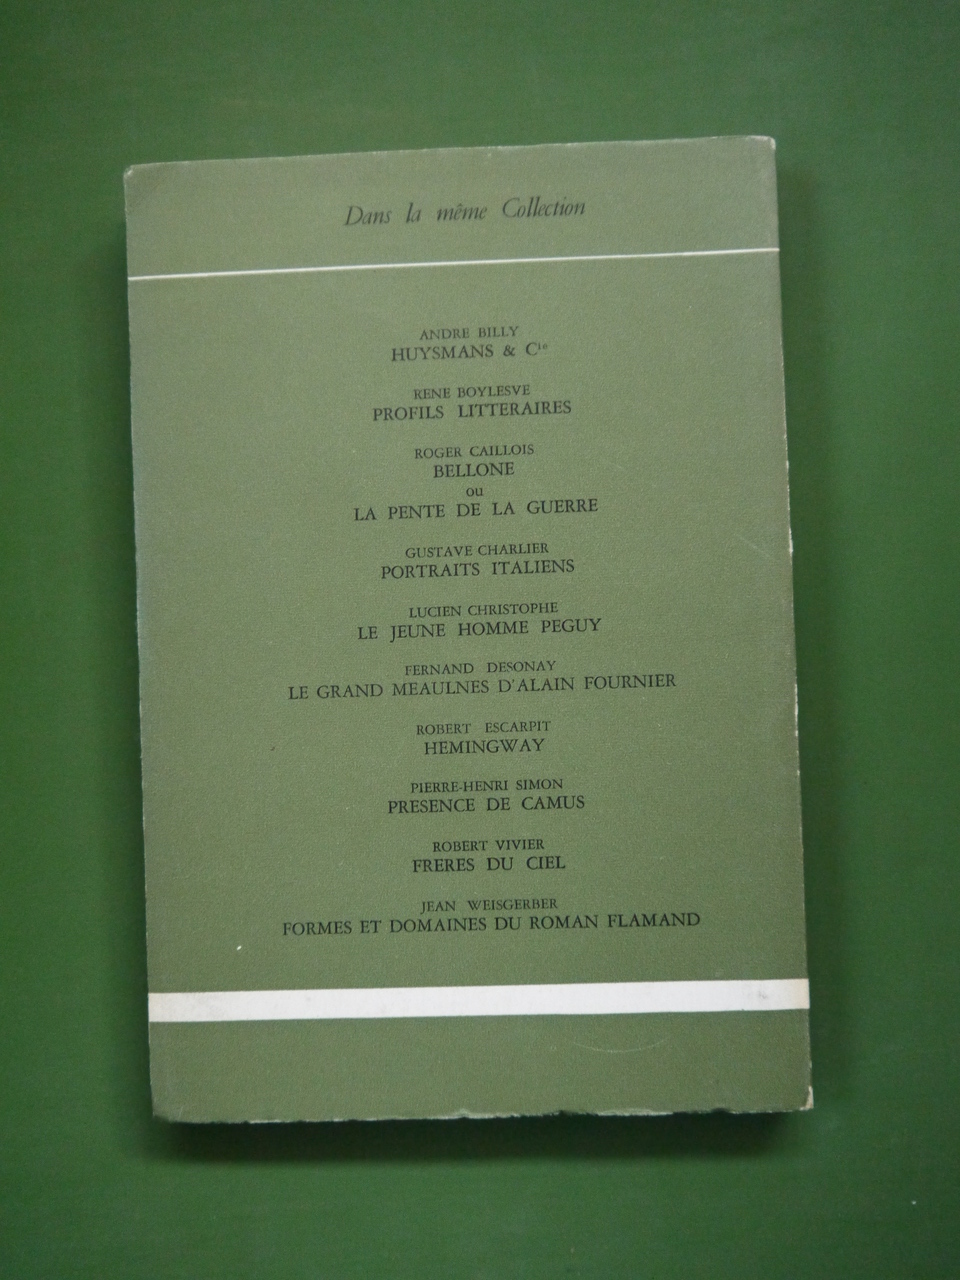 Dans la même Collection
ANDRE BILLY
HUYSMANS & Cie
RENE BOYLESVE
PROFILS LITTERAIRES
ROGER CAILLOIS
BELLONE
ou
LA PENTE DE LA GUERRE
GUSTAVE CHARLIER
PORTRAITS ITALIENS
LUCIEN CHRISTOPHE
LE JEUNE HOMME PEGUY
FERNAND DESONAY
LE GRAND MEAULNES D'ALAIN FOURNIER
ROBERT ESCARPIT
HEMINGWAY
PIERRE-HENRI SIMON
PRESENCE DE CAMUS
ROBERT VIVIER
FRERES DU CIEL
JEAN WEISGERBER
FORMES ET DOMAINES DU ROMAN FLAMAND